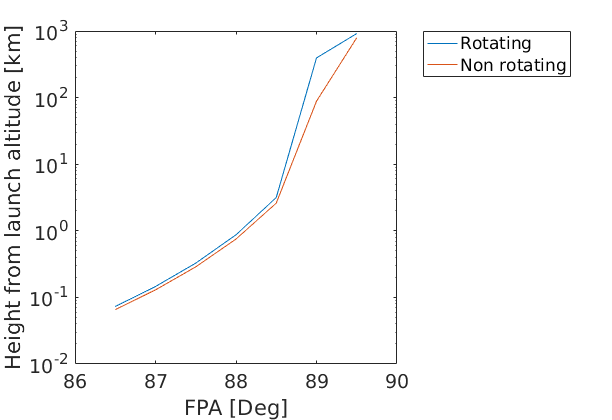 Height from launch altitude [km]
10^3
10^2
10^1
10^0
10^-1
10^-2
86 87 88 89 90
FPA [Deg]
Rotating
Non rotating